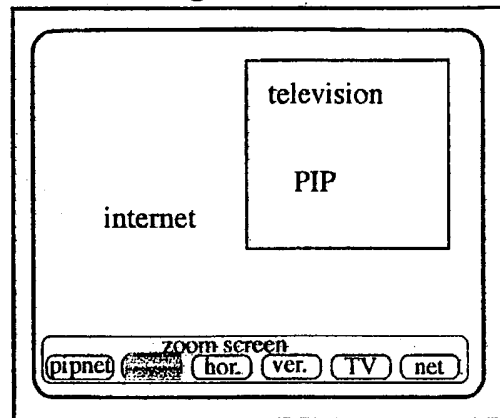 television
PIP
internet
zoom screen
pipnet hor. ver. TV net